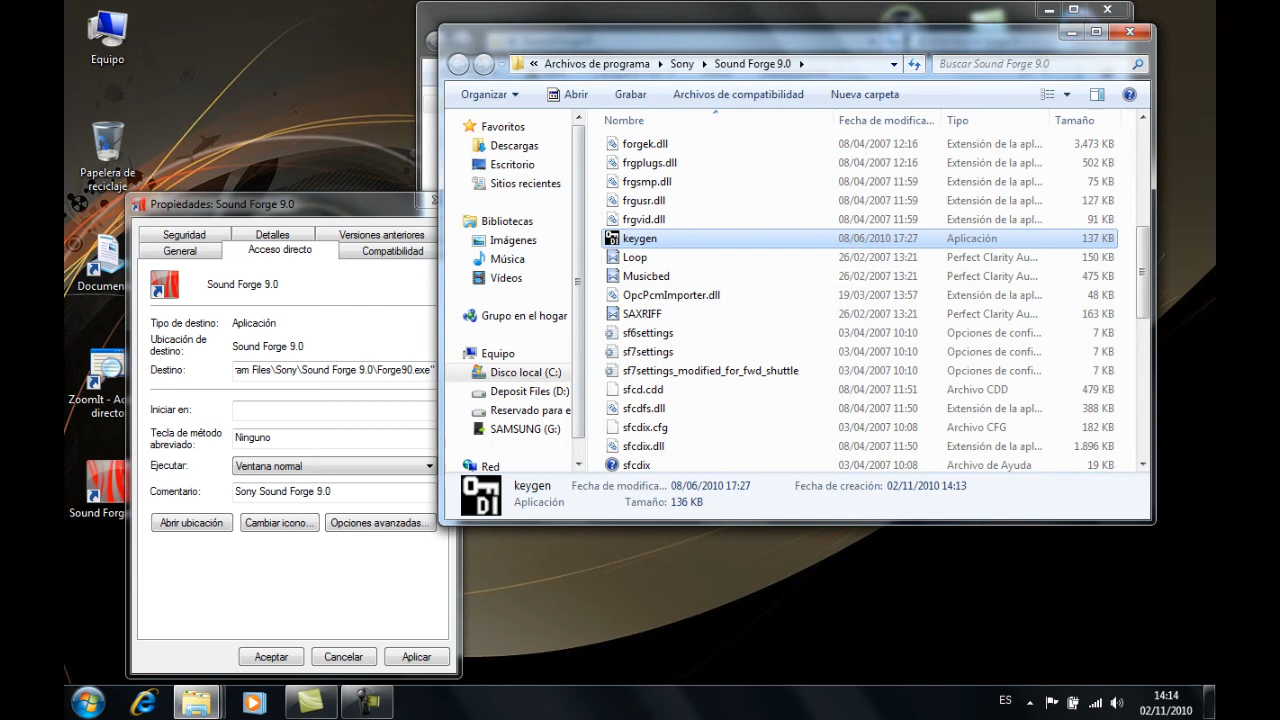 Equipo
Papelera de
reciclaje
Documen
ZoomIt - Ac
directo
Sound Forg
Propiedades: Sound Forge 9.0
Seguridad
Detalles
Versiones anteriores
General
Acceso directo
Compatibilidad
Sound Forge 9.0
Tipo de destino:
Aplicación
Ubicación de
destino:
Sound Forge 9.0
Destino:
am Files\Sony\Sound Forge 9.0\Forge90.exe"
Iniciar en:
Tecla de método
abreviado:
Ninguno
Ejecutar:
Ventana normal
Comentario:
Sony Sound Forge 9.0
Abrir ubicación
Cambiar icono...
Opciones avanzadas...
Aceptar
Cancelar
Aplicar
« Archivos de programa Sony Sound Forge 9.0
Buscar Sound Forge 9.0
Organizar
Abrir
Grabar
Archivos de compatibilidad
Nueva carpeta
Favoritos
Descargas
Escritorio
Sitios recientes
Bibliotecas
Imágenes
Música
Vídeos
Grupo en el hogar
Equipo
Disco local (C:)
Deposit Files (D:)
Reservado para e
SAMSUNG (G:)
Red
Nombre Fecha de modifica... Tipo Tamaño
forgek.dll 08/04/2007 12:16 Extensión de la apl... 3.473 KB
frgplugs.dll 08/04/2007 12:16 Extensión de la apl... 502 KB
frgsmp.dll 08/04/2007 11:59 Extensión de la apl... 75 KB
frgusr.dll 08/04/2007 11:59 Extensión de la apl... 127 KB
frgvid.dll 08/04/2007 11:59 Extensión de la apl... 91 KB
keygen 08/06/2010 17:27 Aplicación 137 KB
Loop 26/02/2007 13:21 Perfect Clarity Au... 150 KB
Musicbed 26/02/2007 13:21 Perfect Clarity Au... 475 KB
OpcPcmImporter.dll 19/03/2007 13:57 Extensión de la apl... 48 KB
SAXRIFF 26/02/2007 13:21 Perfect Clarity Au... 163 KB
sf6settings 03/04/2007 10:10 Opciones de confi... 7 KB
sf7settings 03/04/2007 10:10 Opciones de confi... 7 KB
sf7settings_modified_for_fwd_shuttle 03/04/2007 10:10 Opciones de confi... 7 KB
sfcd.cdd 08/04/2007 11:51 Archivo CDD 479 KB
sfcdfs.dll 08/04/2007 11:50 Extensión de la apl... 388 KB
sfcdix.cfg 03/04/2007 10:08 Archivo CFG 182 KB
sfcdix.dll 08/04/2007 11:50 Extensión de la apl... 1.896 KB
sfcdix 03/04/2007 10:08 Archivo de Ayuda 19 KB
keygen Fecha de modifica... 08/06/2010 17:27 Fecha de creación: 02/11/2010 14:13
Aplicación Tamaño: 136 KB
ES
14:14
02/11/2010